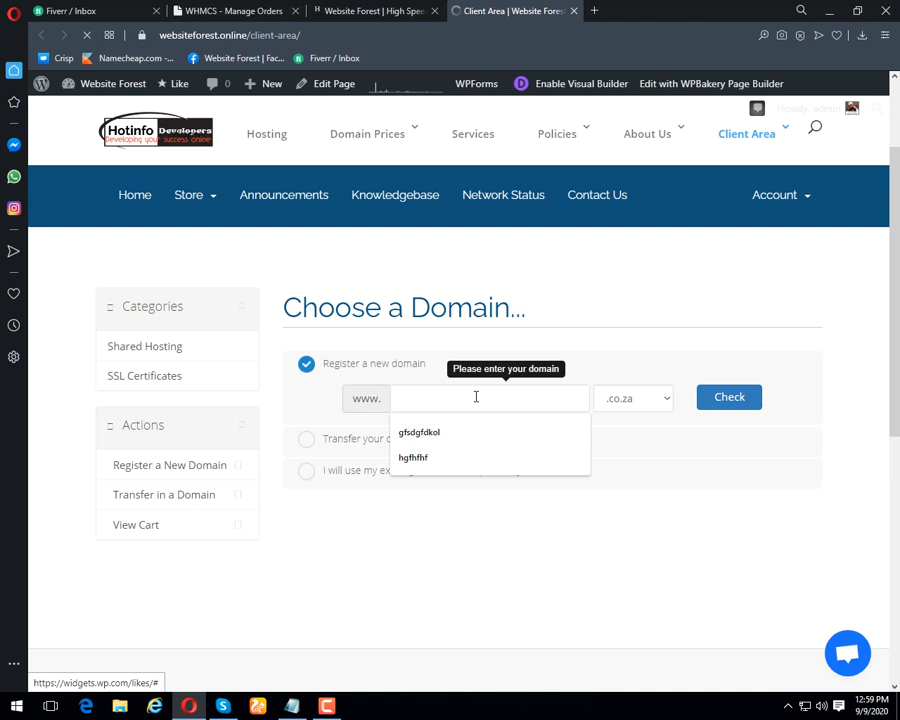 Fiverr / Inbox
WHMCS - Manage Orders
Website Forest | High Spee
Client Area | Website Fores
websiteforest.online/client-area/
Crisp
Namecheap.com -...
Website Forest | Fac...
Fiverr / Inbox
Website Forest
Like
0
New
Edit Page
WPForms
Enable Visual Builder
Edit with WPBakery Page Builder
Howdy, admin
Hotinfo Developers
Developing your success online
Hosting
Domain Prices
Services
Policies
About Us
Client Area
Home
Store
Announcements
Knowledgebase
Network Status
Contact Us
Account
Categories
Shared Hosting
SSL Certificates
Actions
Register a New Domain
Transfer in a Domain
View Cart
Choose a Domain...
Register a new domain
Please enter your domain
www.
.co.za
Check
gfsdgfdkol
hgfhfhf
Transfer your
I will use my
https://widgets.wp.com/likes/#
12:59 PM
9/9/2020